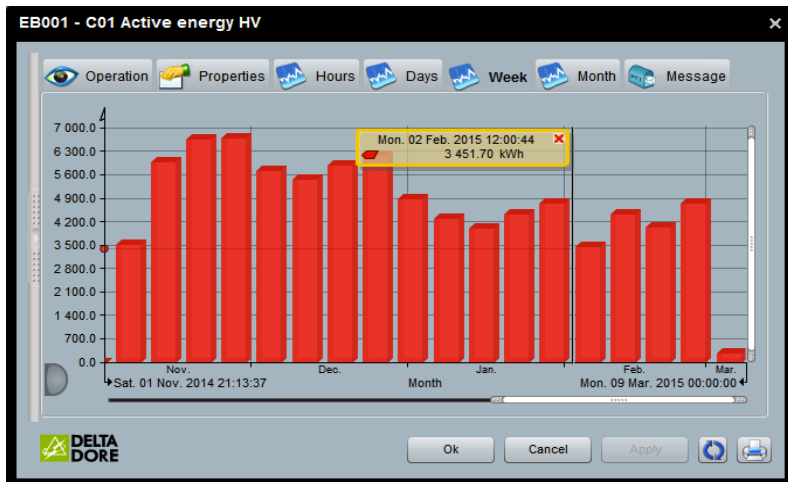 EB001 - C01 Active energy HV
Operation Properties Hours Days Week Month Message
7 000.0
6 300.0
5 600.0
4 900.0
4 200.0
3 500.0
2 800.0
2 100.0
1 400.0
700.0
0.0
Mon. 02 Feb. 2015 12:00:44
3 451.70 kWh
Nov. Dec. Jan. Feb. Mar.
Sat. 01 Nov. 2014 21:13:37 Month Mon. 09 Mar. 2015 00:00:00
DELTA
DORE
Ok Cancel Apply